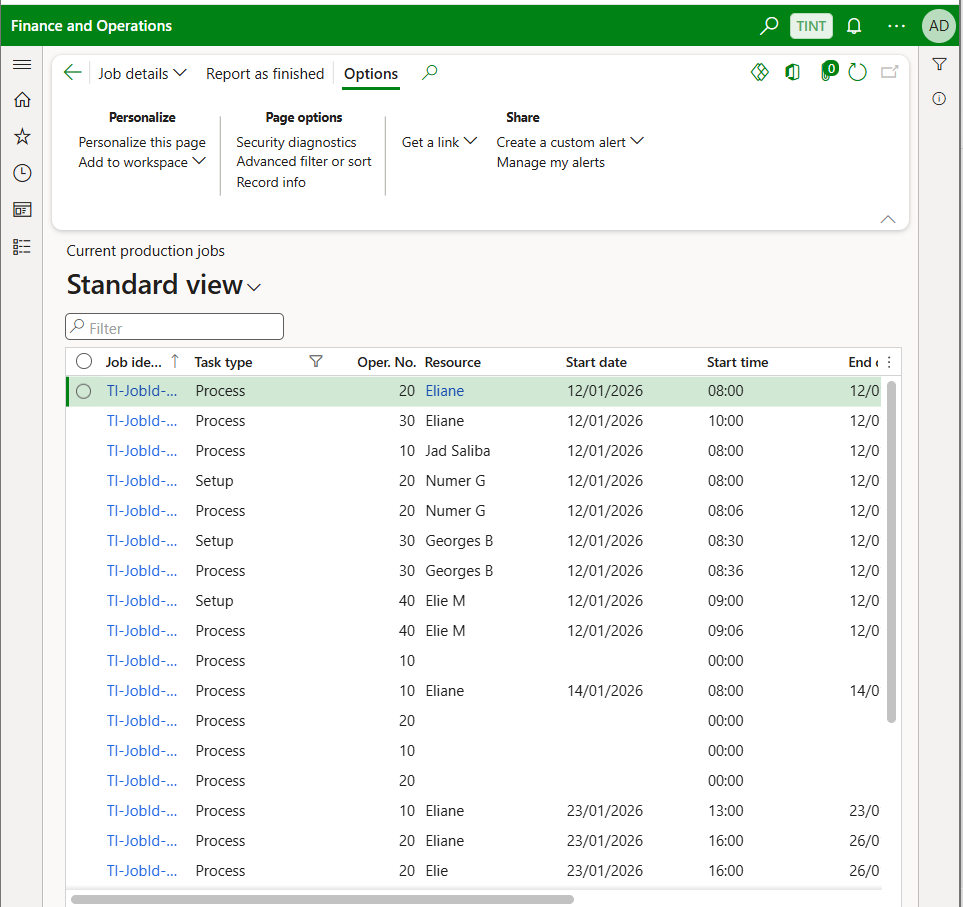 Finance and Operations TINT AD
Job details Report as finished Options 0
Personalize Page options Share
Personalize this page Security diagnostics Get a link Create a custom alert
Add to workspace Advanced filter or sort Manage my alerts
Record info
Current production jobs
Standard view
Filter
Job ide... Task type Oper. No. Resource Start date Start time End
TI-JobId-... Process 20 Eliane 12/01/2026 08:00 12/0
TI-JobId-... Process 30 Eliane 12/01/2026 10:00 12/0
TI-JobId-... Process 10 Jad Saliba 12/01/2026 08:00 12/0
TI-JobId-... Setup 20 Numer G 12/01/2026 08:00 12/0
TI-JobId-... Process 20 Numer G 12/01/2026 08:06 12/0
TI-JobId-... Setup 30 Georges B 12/01/2026 08:30 12/0
TI-JobId-... Process 30 Georges B 12/01/2026 08:36 12/0
TI-JobId-... Setup 40 Elie M 12/01/2026 09:00 12/0
TI-JobId-... Process 40 Elie M 12/01/2026 09:06 12/0
TI-JobId-... Process 10 00:00
TI-JobId-... Process 10 Eliane 14/01/2026 08:00 14/0
TI-JobId-... Process 20 00:00
TI-JobId-... Process 10 00:00
TI-JobId-... Process 20 00:00
TI-JobId-... Process 10 Eliane 23/01/2026 13:00 23/0
TI-JobId-... Process 20 Eliane 23/01/2026 16:00 26/0
TI-JobId-... Process 20 Elie 23/01/2026 16:00 26/0